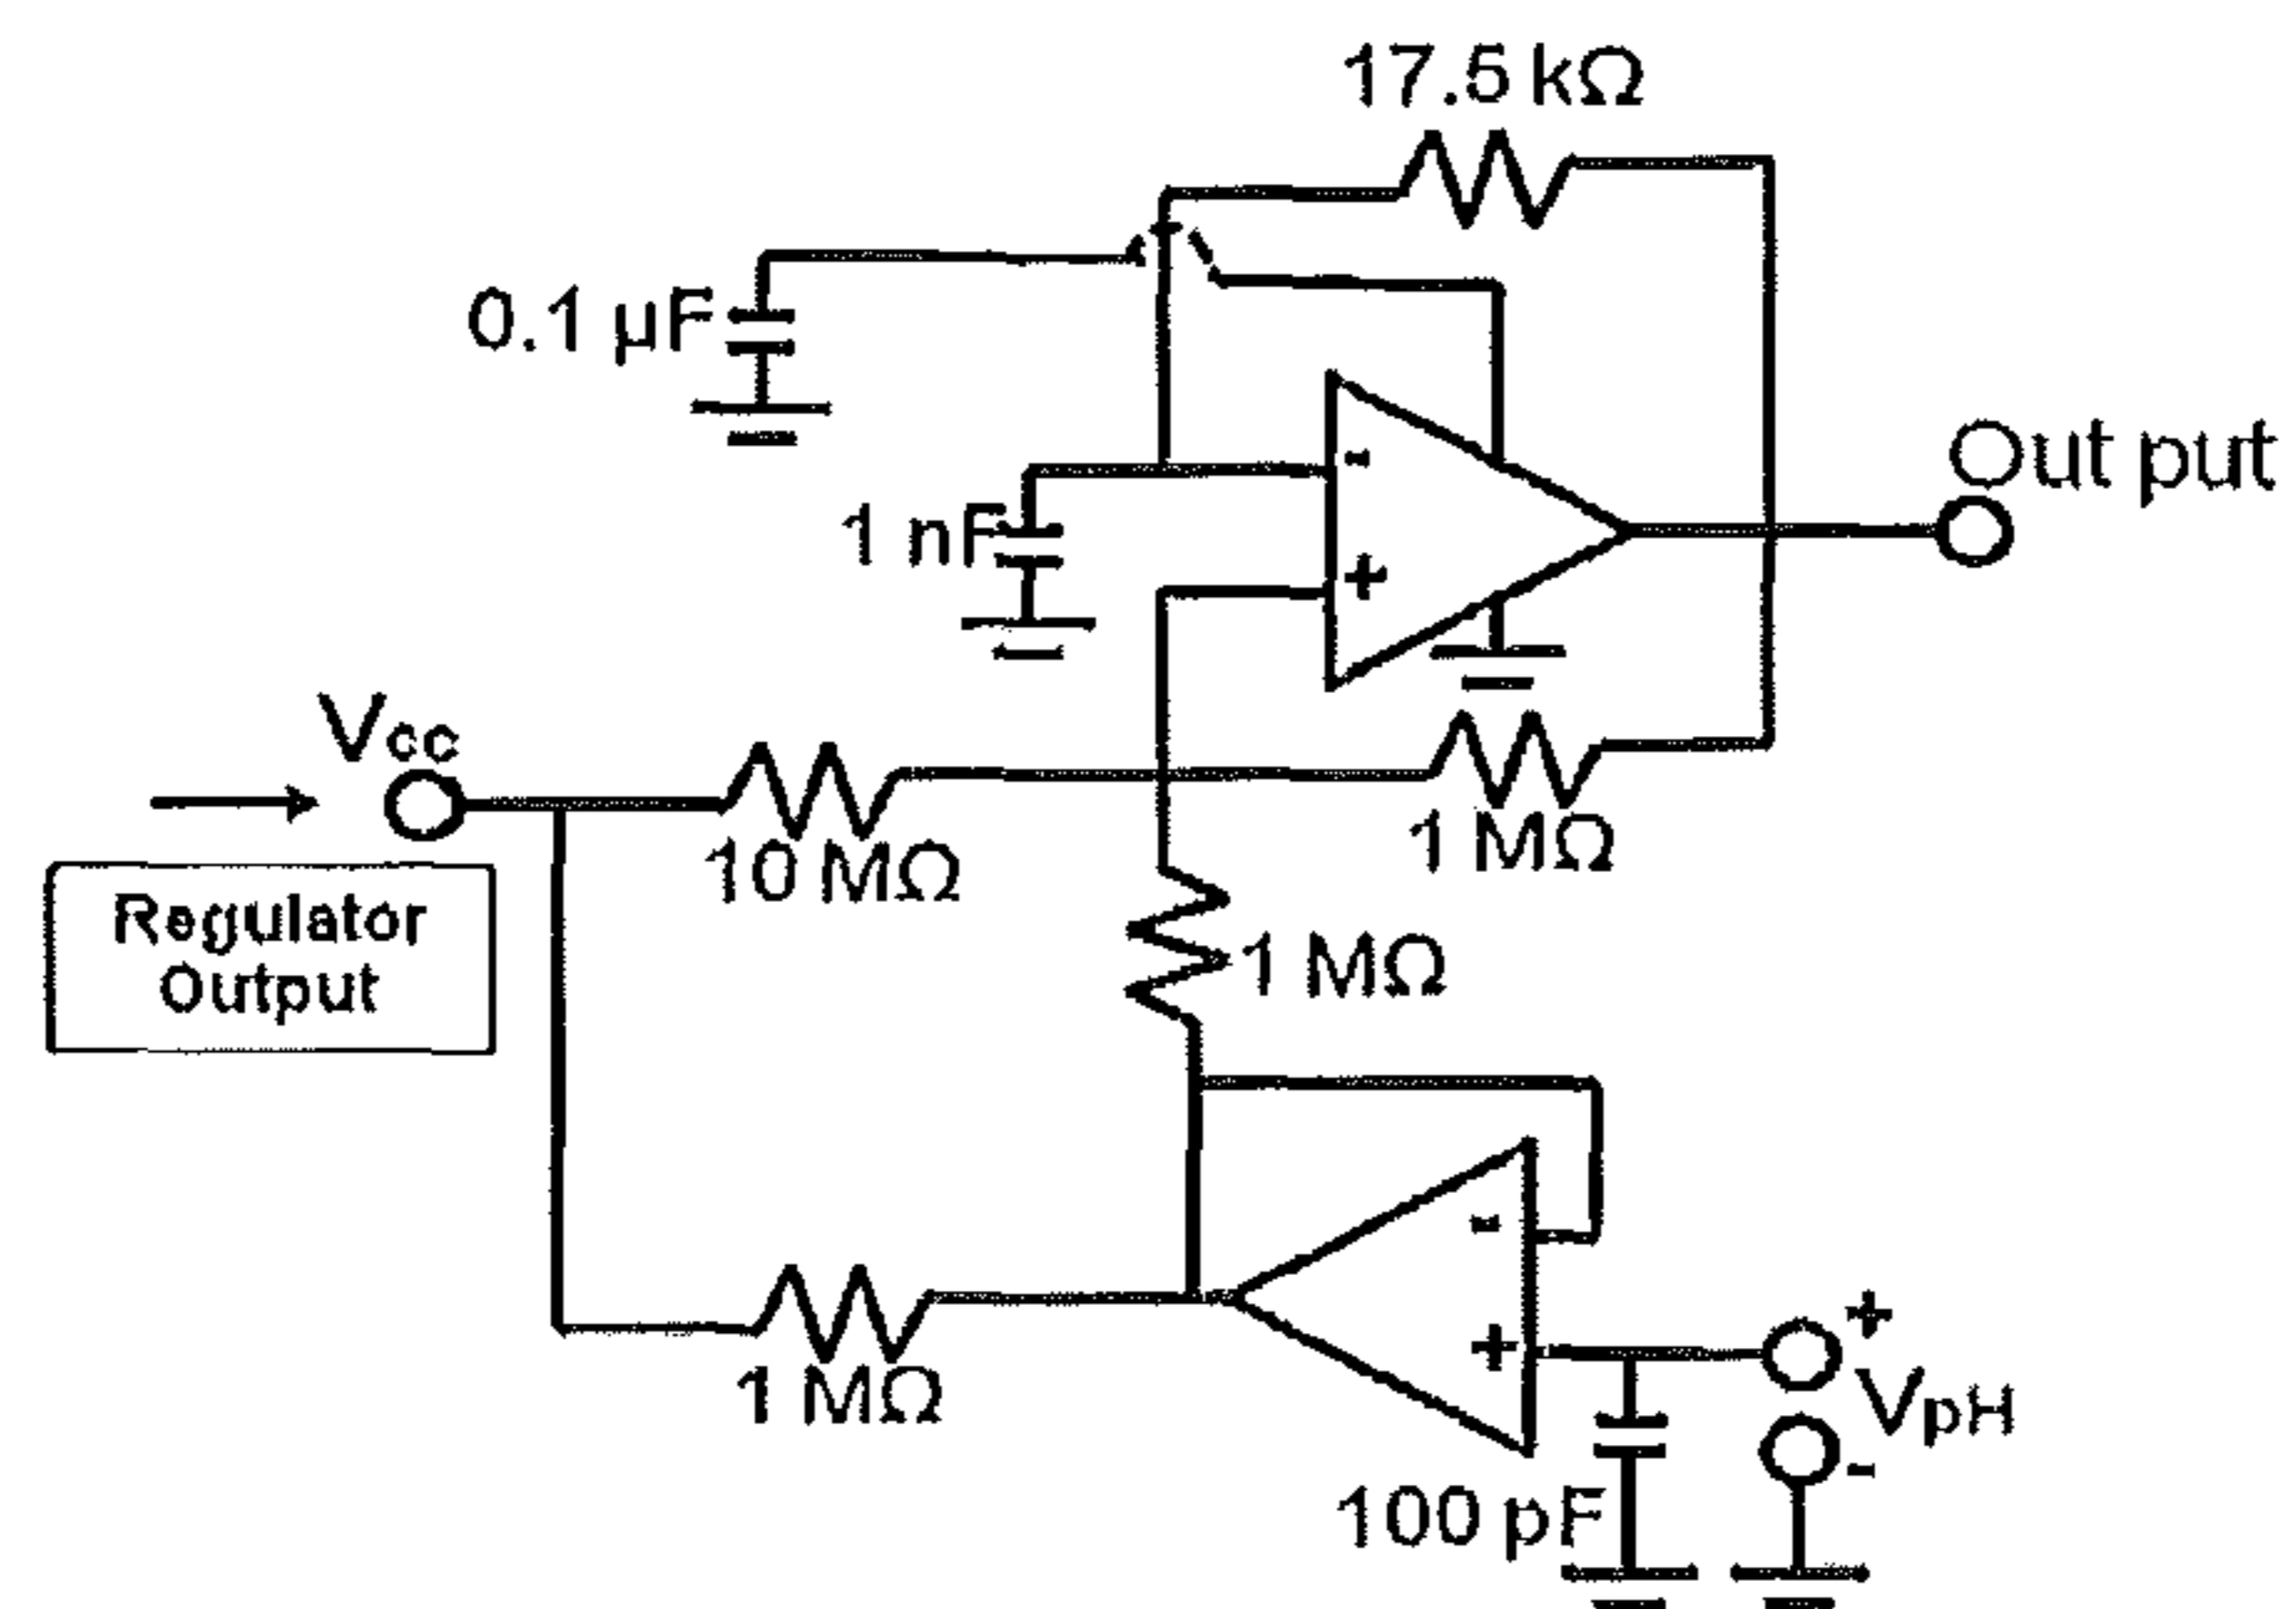 17.5 kΩ
0.1 µF
-
Out put
1 nF
+
Vcc
10 MΩ
1 MΩ
Regulator
Output
1 MΩ
-
+
+
1 MΩ
VpH
-
100 pF